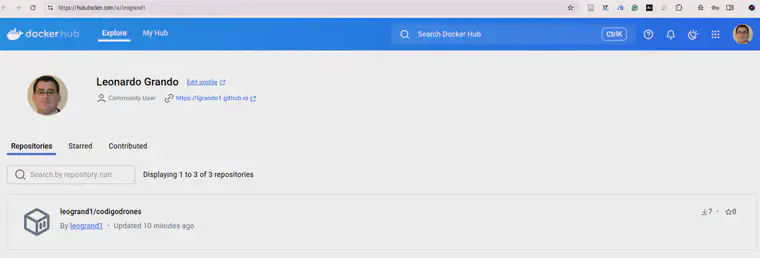 https://hub.docker.com/u/leogrand1
docker hub Explore My Hub Search Docker Hub CtrlK
Leonardo Grando Edit profile
Community User https://lgrando1.github.io
Repositories Starred Contributed
Search by repository nam Displaying 1 to 3 of 3 repositories
leogrand1/codigodrones 7 • 0
By leogrand1 • Updated 10 minutes ago